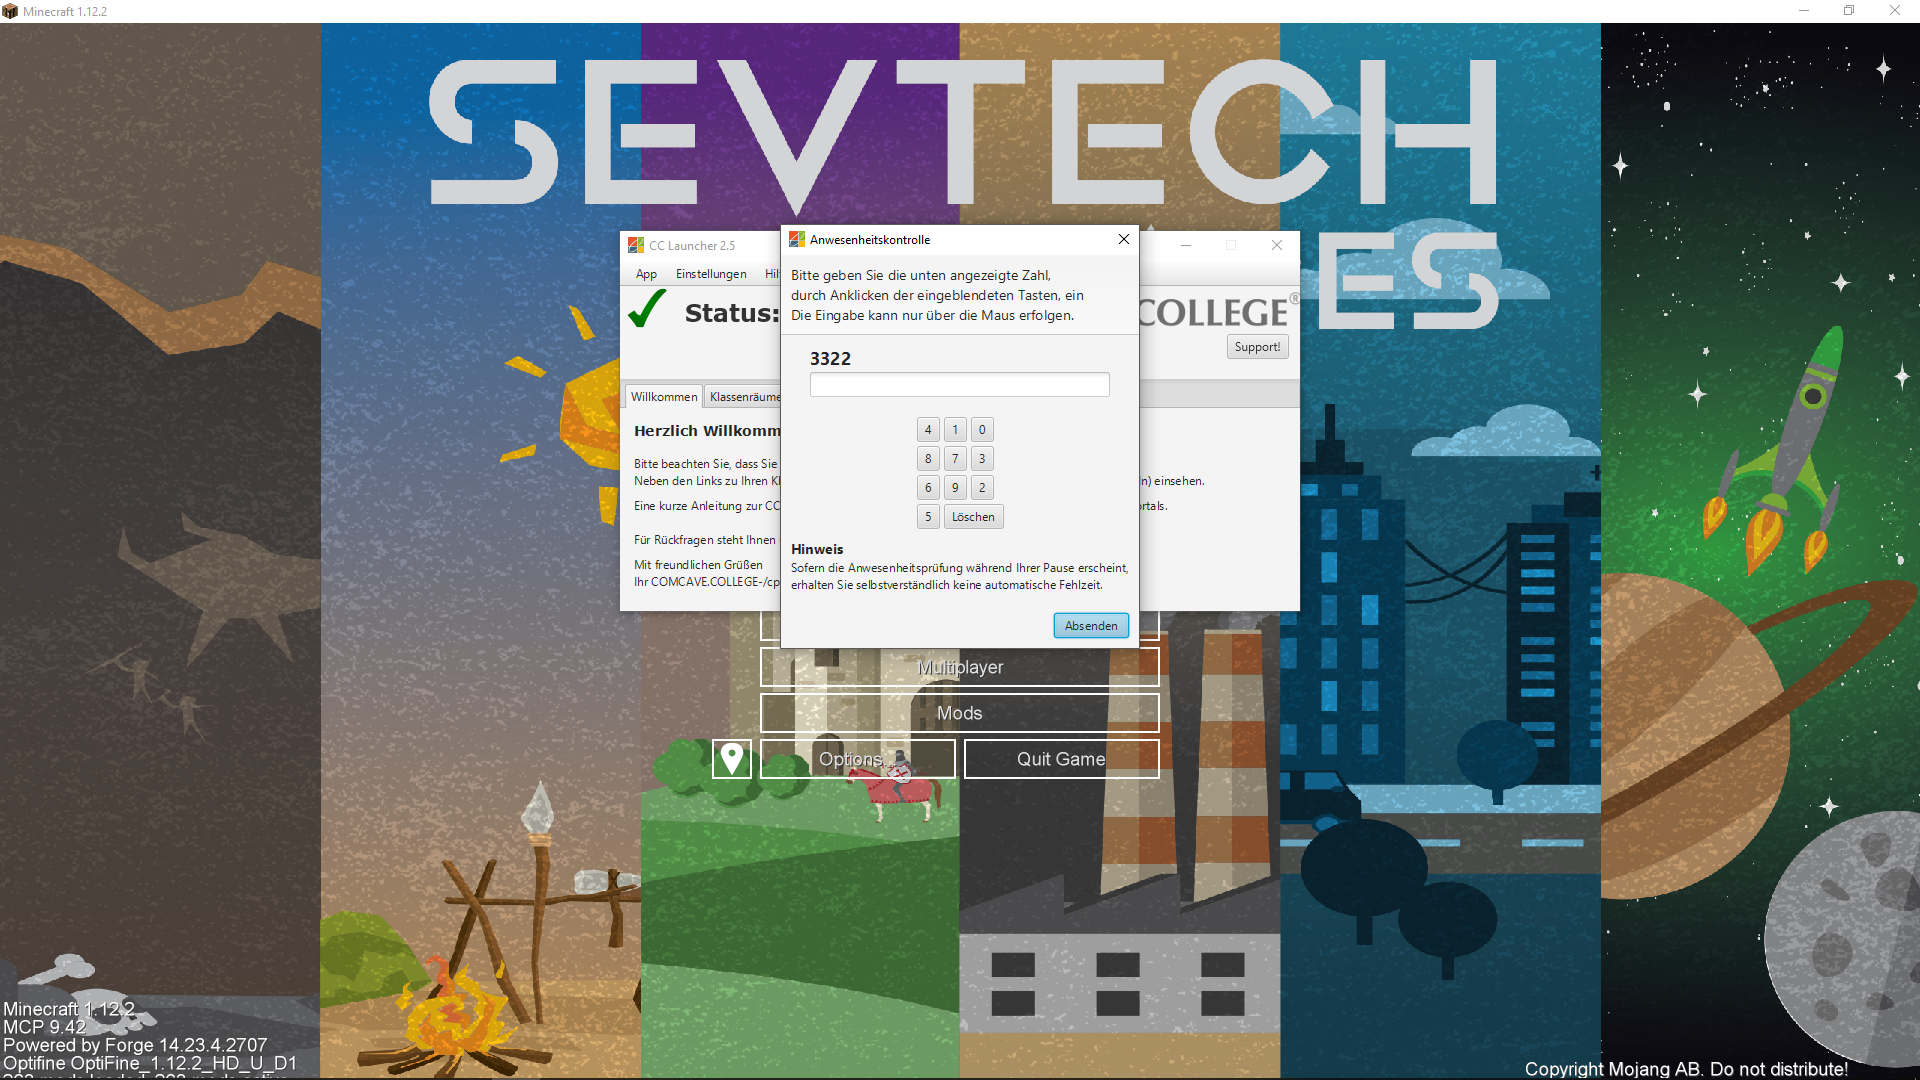 Minecraft 1.12.2
SEVTECH
ES
CC Launcher 2.5
App Einstellungen
Status:
COLLEGE®
Support!
Willkommen Klassenräume
Bitte beachten Sie, dass Sie
Neben den Links zu Ihren
n) einsehen.
Eine kurze Anleitung zur CC
rtals.
Für Rückfragen steht Ihnen
Mit freundlichen Grüßen
Ihr COMCAVE.COLLEGE-/cp
Herzlich Willkomm
Anwesenheitskontrolle
Bitte geben Sie die unten angezeigte Zahl,
durch Anklicken der eingeblendeten Tasten, ein
Die Eingabe kann nur über die Maus erfolgen.
3322
4 1 0
8 7 3
6 9 2
5 Löschen
Hinweis
Sofern die Anwesenheitsprüfung während Ihrer Pause erscheint,
erhalten Sie selbstverständlich keine automatische Fehlzeit.
Absenden
Multiplayer
Mods
Options...
Quit Game
Minecraft 1.12.2
MCP 9.42
Powered by Forge 14.23.4.2707
Optifine OptiFine_1.12.2_HD_U_D1
Copyright Mojang AB. Do not distribute!